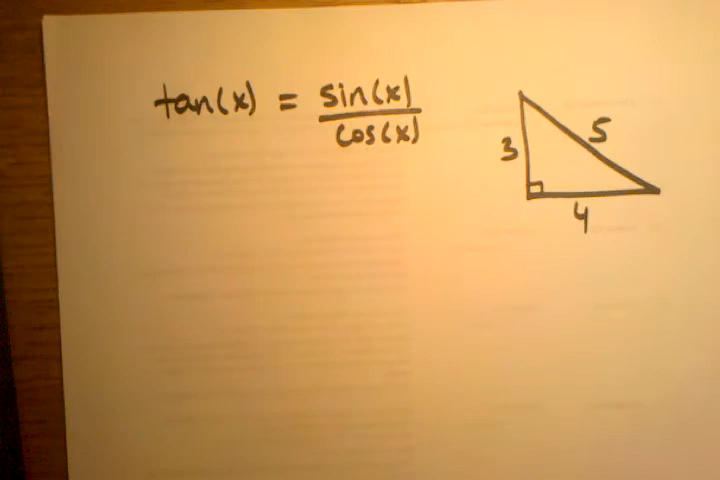 tan(x) = sin(x)
cos(x)
3
5
4